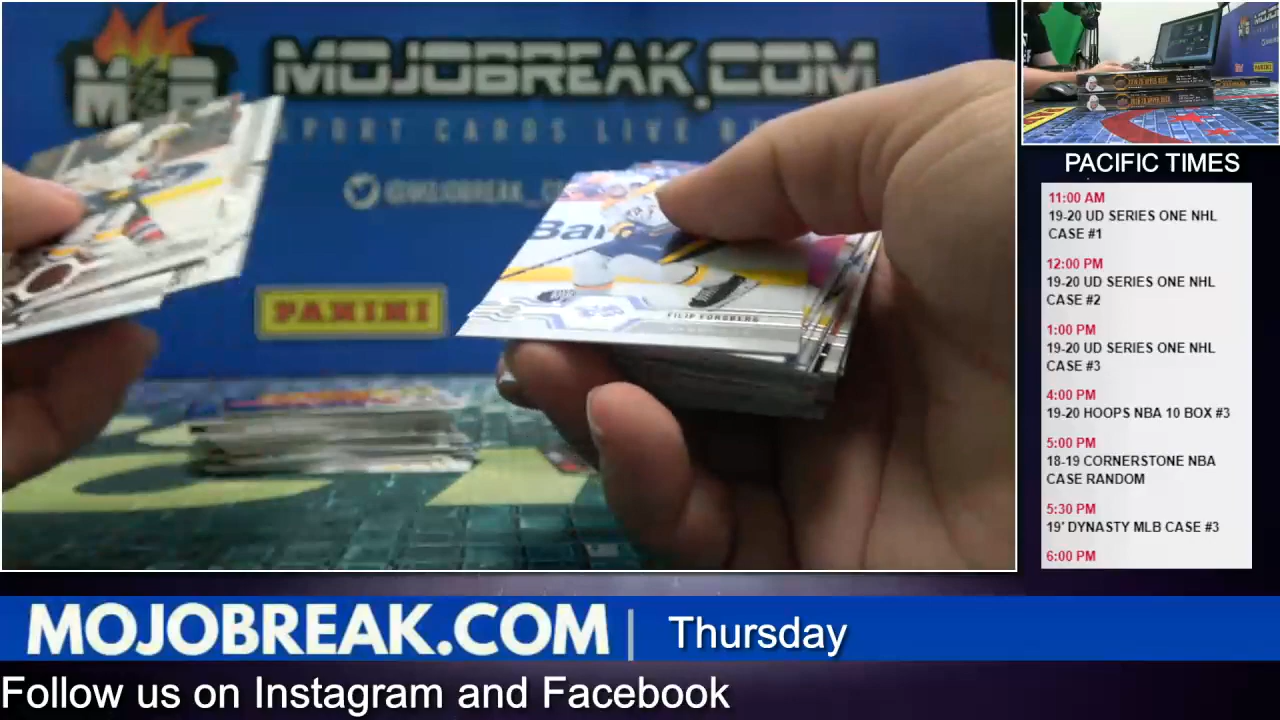 MOJOBREAK.COM
SPORT CARDS LIVE
PANINI
Bar
FILIP FORSBERG
PACIFIC TIMES
11:00 AM
19-20 UD SERIES ONE NHL
CASE #1
12:00 PM
19-20 UD SERIES ONE NHL
CASE #2
1:00 PM
19-20 UD SERIES ONE NHL
CASE #3
4:00 PM
19-20 HOOPS NBA 10 BOX #3
5:00 PM
18-19 CORNERSTONE NBA
CASE RANDOM
5:30 PM
19' DYNASTY MLB CASE #3
6:00 PM
MOJOBREAK.COM | Thursday
Follow us on Instagram and Facebook